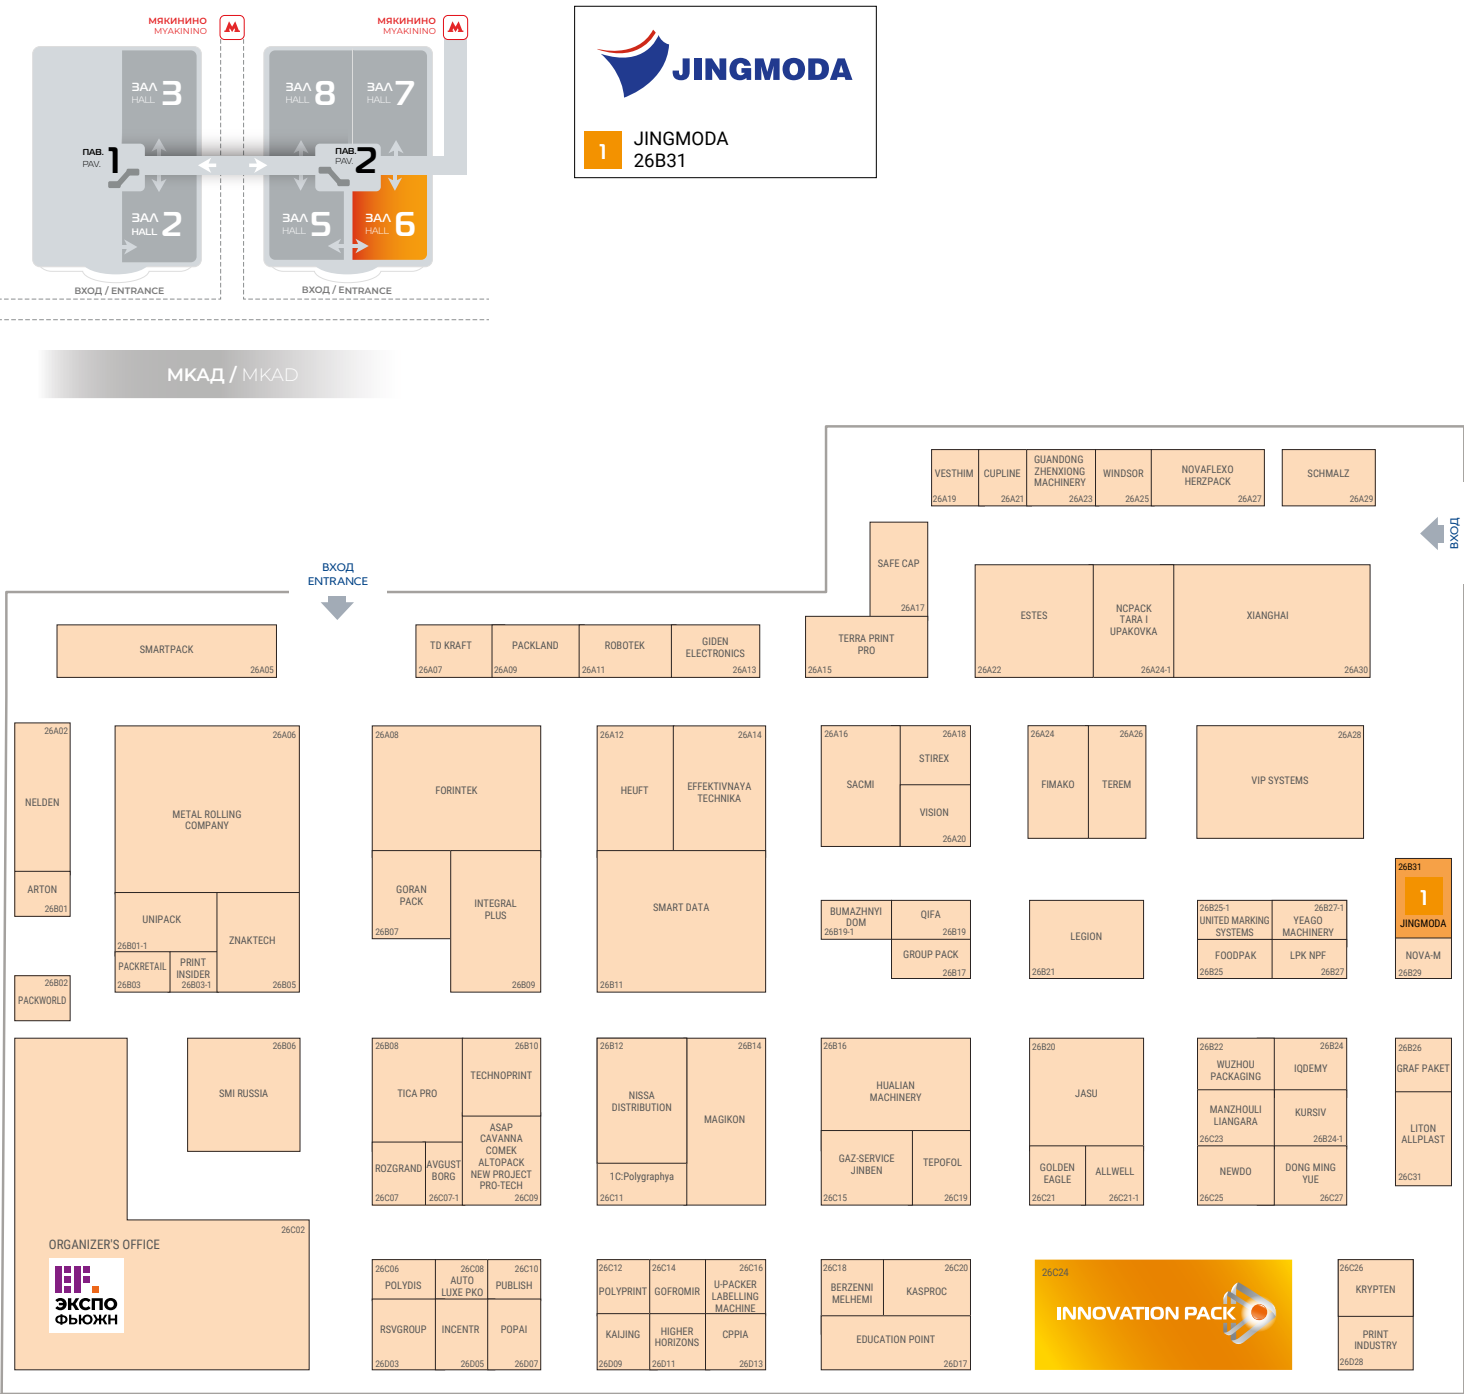 МЯКИНИНО
MYAKININO
МЯКИНИНО
MYAKININO
ЗАЛ 3
HALL
ЗАЛ 8
HALL
ЗАЛ 7
HALL
ПАВ. 1
PAV.
ПАВ. 2
PAV.
ЗАЛ 2
HALL
ЗАЛ 5
HALL
ЗАЛ 6
HALL
ВХОД / ENTRANCE
ВХОД / ENTRANCE
МКАД / MKAD
JINGMODA
1
JINGMODA
26B31
VESTHIM
26A19
CUPLINE
26A21
GUANDONG
ZHENXIONG
MACHINERY
26A23
WINDSOR
26A25
NOVAFLEXO
HERZPACK
26A27
SCHMALZ
26A29
ВХОД
ВХОД
ENTRANCE
SAFE CAP
26A17
TERRA PRINT
PRO
26A15
ESTES
26A22
NCPACK
TARA I
UPAKOVKA
26A24-1
XIANGHAI
26A30
SMARTPACK
26A05
TD KRAFT
26A07
PACKLAND
26A09
ROBOTEK
26A11
GIDEN
ELECTRONICS
26A13
26A02
NELDEN
ARTON
26B01
26A06
METAL ROLLING
COMPANY
UNIPACK
26B01-1
PACKRETAIL
26B03
PRINT
INSIDER
26B03-1
ZNAKTECH
26B05
26A08
FORINTEK
GORAN
PACK
26B07
INTEGRAL
PLUS
26B09
26A12
HEUFT
26A14
EFFEKTIVNAYA
TECHNIKA
SMART DATA
26B11
26A16
SACMI
26A18
STIREX
VISION
26A20
26A24
FIMAKO
26A26
TEREM
26A28
VIP SYSTEMS
26B31
1
JINGMODA
NOVA-M
26B29
BUMAZHNYI
DOM
26B19-1
QIFA
26B19
GROUP PACK
26B17
LEGION
26B21
26B25-1
UNITED MARKING
SYSTEMS
26B27-1
YEAGO
MACHINERY
FOODPAK
26B25
LPK NPF
26B27
26B02
PACKWORLD
26B06
SMI RUSSIA
26B08
TICA PRO
26B10
TECHNOPRINT
ROZGRAND
26C07
AVGUST
BORG
26C07-1
ASAP
CAVANNA
COMEK
ALTOPACK
NEW PROJECT
PRO-TECH
26C09
26B12
NISSA
DISTRIBUTION
1C:Polygraphya
26C11
26B14
MAGIKON
26B16
HUALIAN
MACHINERY
GAZ-SERVICE
JINBEN
26C15
TEPOFOL
26C19
26B20
JASU
GOLDEN
EAGLE
26C21
ALLWELL
26C21-1
26B22
WUZHOU
PACKAGING
26B24
IQDEMY
MANZHOULI
LIANGARA
26C23
KURSIV
26B24-1
NEWDO
26C25
DONG MING
YUE
26C27
26B26
GRAF PAKET
LITON
ALLPLAST
26C31
26C02
ORGANIZER'S OFFICE
ЭКСПО
ФЬЮЖН
26C06
POLYDIS
26C08
AUTO
LUXE PKO
26C10
PUBLISH
RSVGROUP
26D03
INCENTR
26D05
POPAI
26D07
26C12
POLYPRINT
26C14
GOFROMIR
26C16
U-PACKER
LABELLING
MACHINE
KAIJING
26D09
HIGHER
HORIZONS
26D11
CPPIA
26D13
26C18
BERZENNI
MELHEMI
26C20
KASPROC
EDUCATION POINT
26D17
26C24
INNOVATION PACK
26C26
KRYPTEN
PRINT
INDUSTRY
26D28